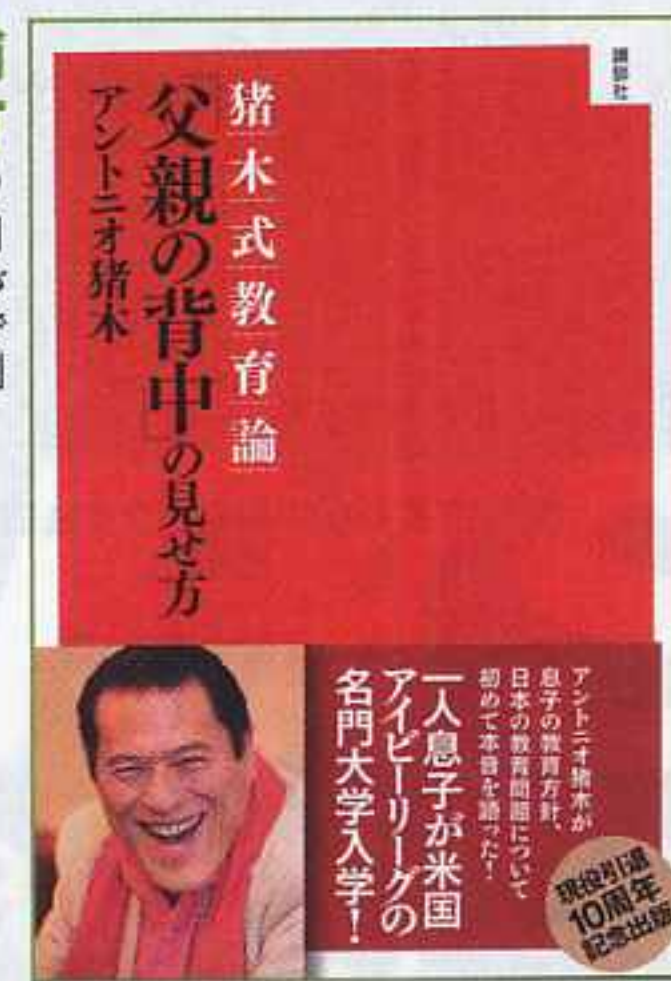 講談社
猪木式教育論
「父親の背中」の見せ方
アントニオ猪木
アントニオ猪木が
息子の教育方針、
日本の教育問題について
初めて本音を語った!
一人息子が米国
アイビーリーグの
名門大学入学!
現役引退
10周年
記念出版